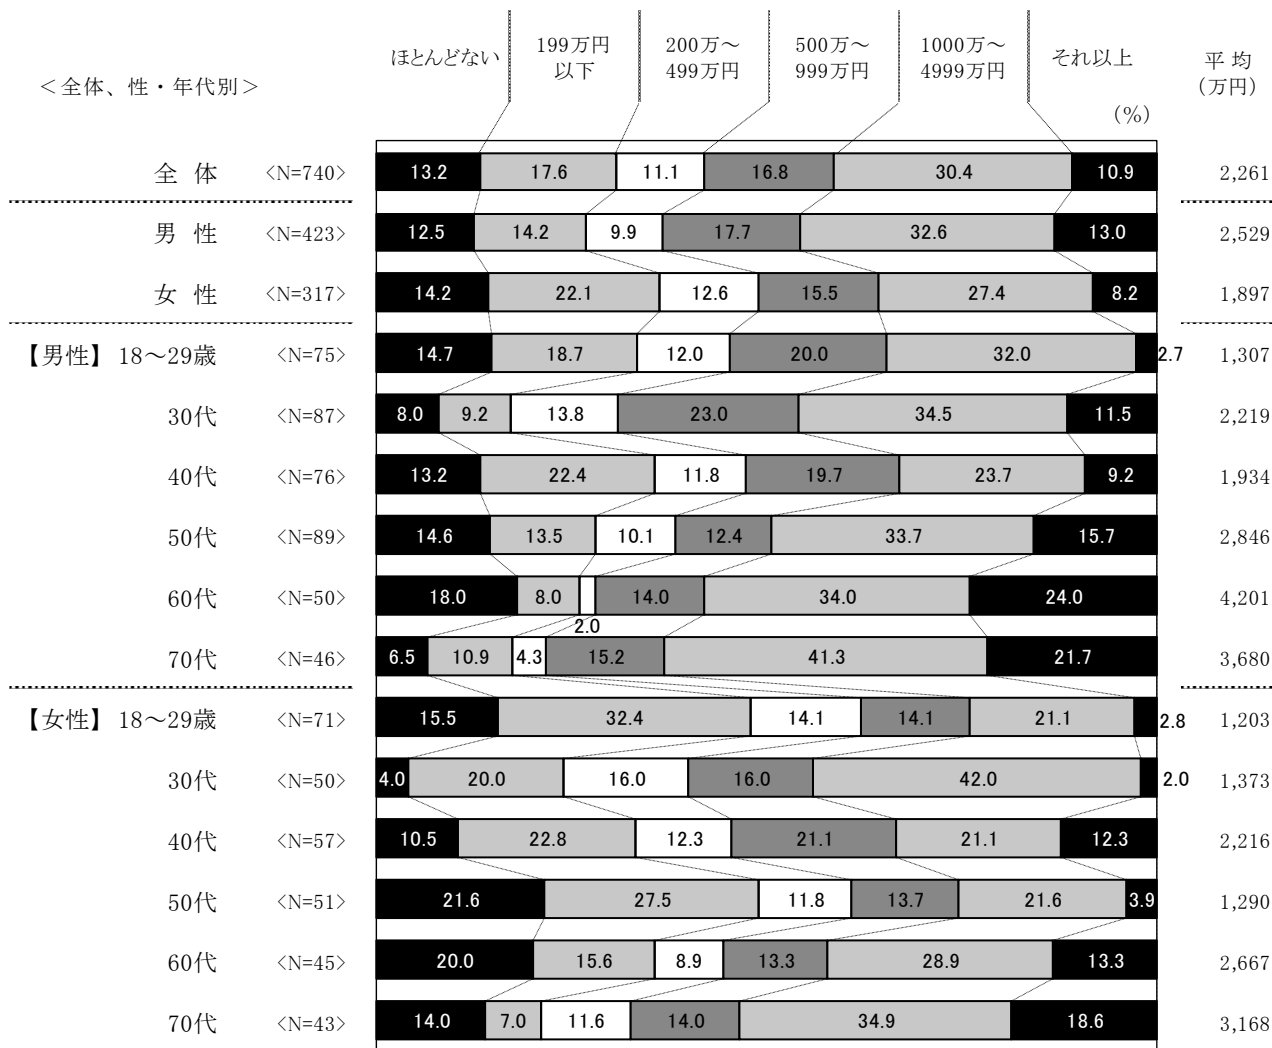 ほとんどない 199万円以下 200万～499万円 500万～999万円 1000万～4999万円 それ以上 平 均（万円）
＜全体、性・年代別＞
（％）
全 体 <N=740> 13.2 17.6 11.1 16.8 30.4 10.9 2,261
男 性 <N=423> 12.5 14.2 9.9 17.7 32.6 13.0 2,529
女 性 <N=317> 14.2 22.1 12.6 15.5 27.4 8.2 1,897
【男性】 18～29歳 <N=75> 14.7 18.7 12.0 20.0 32.0 2.7 1,307
30代 <N=87> 8.0 9.2 13.8 23.0 34.5 11.5 2,219
40代 <N=76> 13.2 22.4 11.8 19.7 23.7 9.2 1,934
50代 <N=89> 14.6 13.5 10.1 12.4 33.7 15.7 2,846
60代 <N=50> 18.0 8.0 2.0 14.0 34.0 24.0 4,201
70代 <N=46> 6.5 10.9 4.3 15.2 41.3 21.7 3,680
【女性】 18～29歳 <N=71> 15.5 32.4 14.1 14.1 21.1 2.8 1,203
30代 <N=50> 4.0 20.0 16.0 16.0 42.0 2.0 1,373
40代 <N=57> 10.5 22.8 12.3 21.1 21.1 12.3 2,216
50代 <N=51> 21.6 27.5 11.8 13.7 21.6 3.9 1,290
60代 <N=45> 20.0 15.6 8.9 13.3 28.9 13.3 2,667
70代 <N=43> 14.0 7.0 11.6 14.0 34.9 18.6 3,168